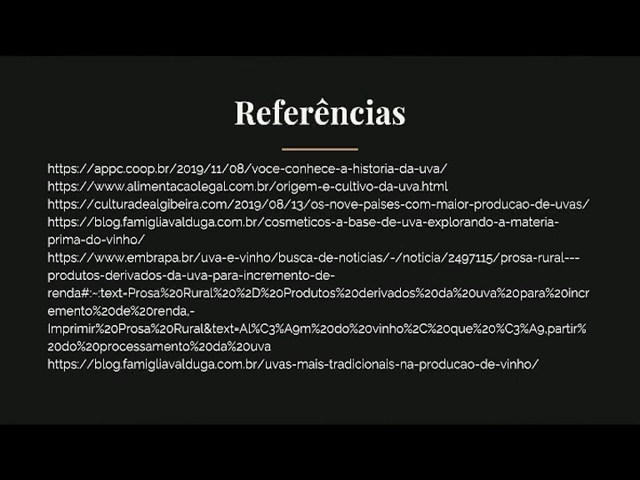 Referências
https://appc.coop.br/2019/11/08/voce-conhece-a-historia-da-uva/
https://www.alimentacaolegal.com.br/origem-e-cultivo-da-uva.html
https://culturadealgibeira.com/2019/08/13/os-nove-paises-com-maior-producao-de-uvas/
https://blog.famigliavalduga.com.br/cosmeticos-a-base-de-uva-explorando-a-materia-
prima-do-vinho/
https://www.embrapa.br/uva-e-vinho/busca-de-noticias/-/noticia/2497115/prosa-rural---
produtos-derivados-da-uva-para-incremento-de-
renda#:~:text=Prosa%20Rural%20%2D%20Produtos%20derivados%20da%20uva%20para%20incr
emento%20de%20renda,-
Imprimir%20Prosa%20Rural&text=Al%C3%A9m%20do%20vinho%2C%20que%20%C3%A9,partir%
20do%20processamento%20da%20uva
https://blog.famigliavalduga.com.br/uvas-mais-tradicionais-na-producao-de-vinho/